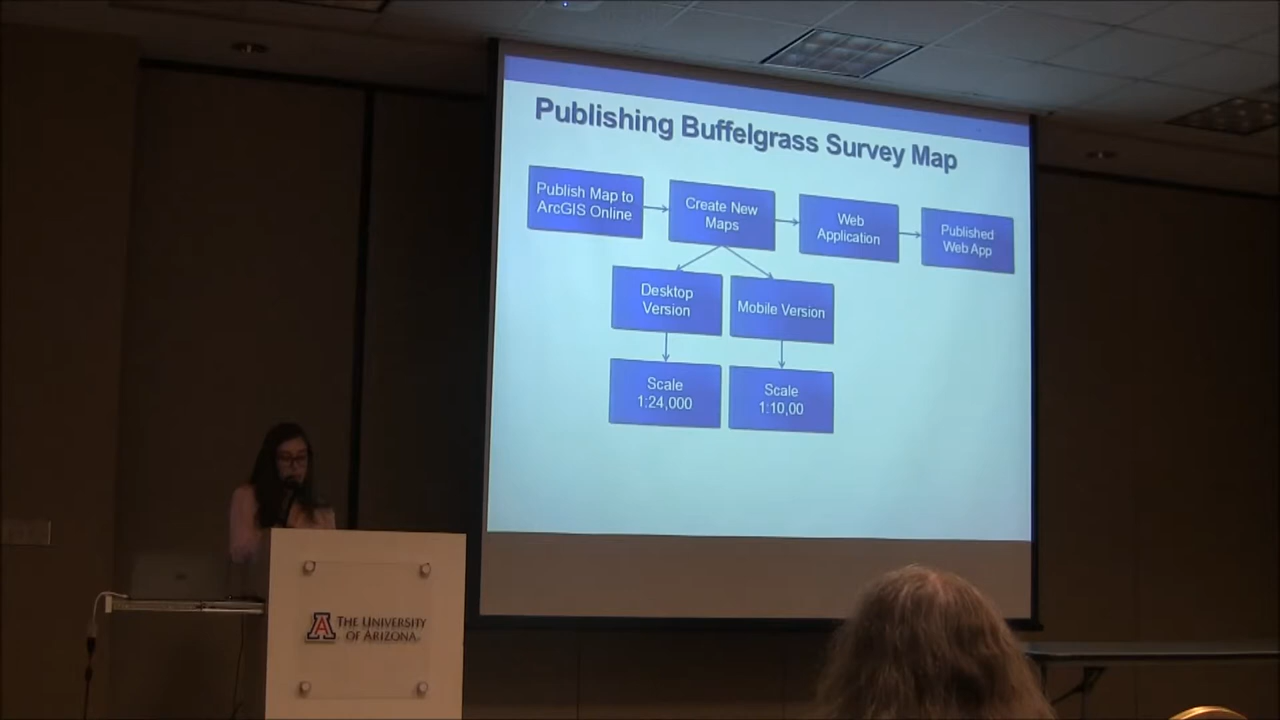 Publishing Buffelgrass Survey Map
Publish Map to
ArcGIS Online
Create New
Maps
Web
Application
Published
Web App
Desktop
Version
Mobile Version
Scale
1:24,000
Scale
1:10,00
A
THE UNIVERSITY
OF ARIZONA